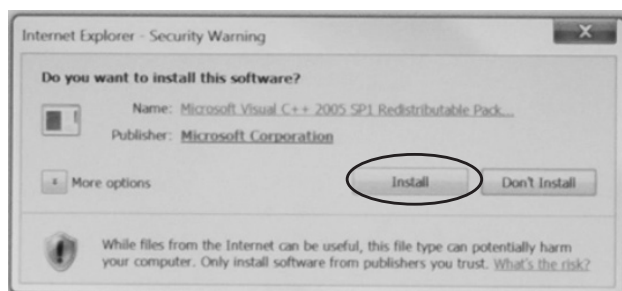 Internet Explorer - Security Warning
Do you want to install this software?
Name: Microsoft Visual C++ 2005 SP1 Redistributable Pack...
Publisher: Microsoft Corporation
More options
Install
Don't Install
While files from the Internet can be useful, this file type can potentially harm
your computer. Only install software from publishers you trust. What's the risk?